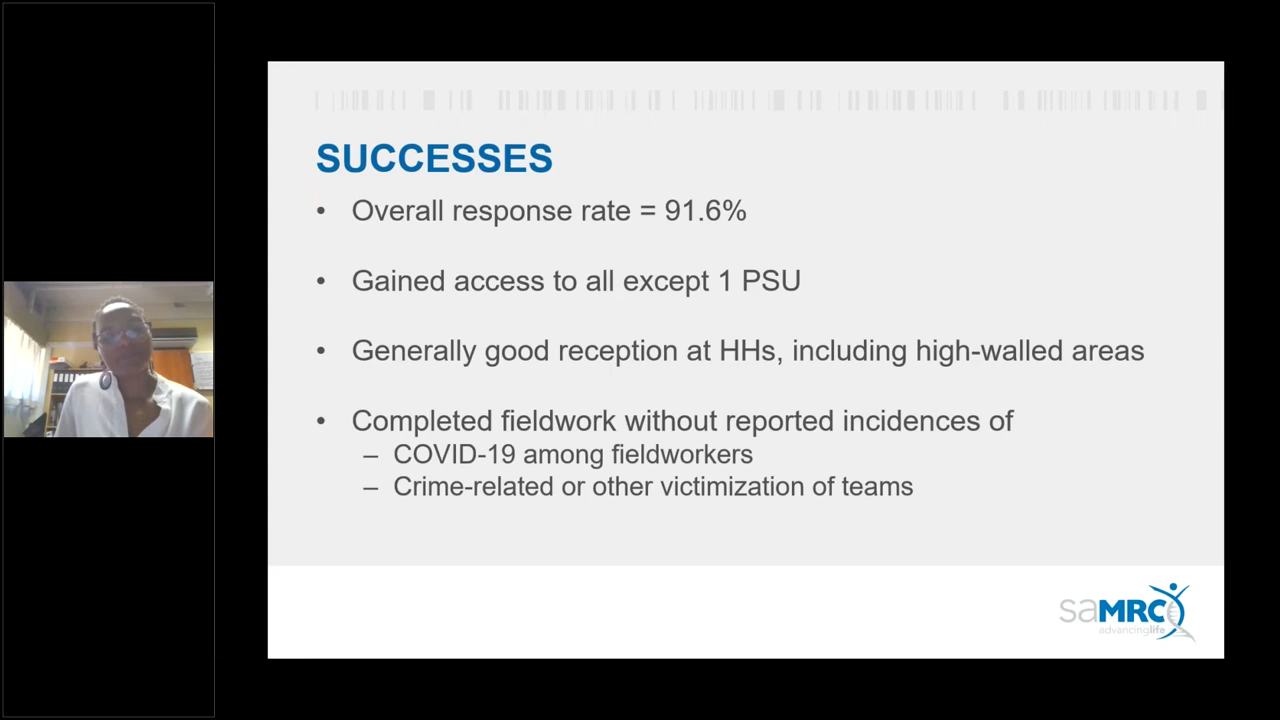 SUCCESSES
• Overall response rate = 91.6%
• Gained access to all except 1 PSU
• Generally good reception at HHs, including high-walled areas
• Completed fieldwork without reported incidences of
– COVID-19 among fieldworkers
– Crime-related or other victimization of teams
saMRC
advancinglife